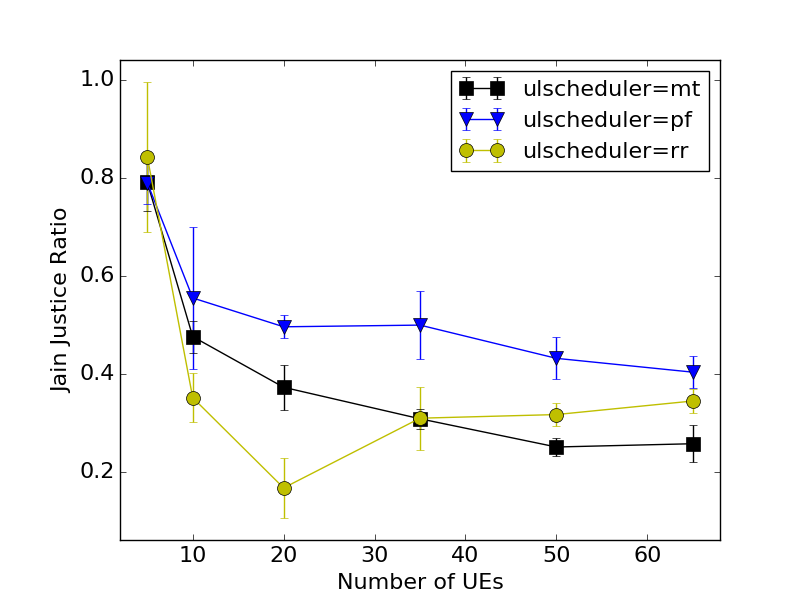 ulscheduler=mt
ulscheduler=pf
ulscheduler=rr
1.0
0.8
0.6
0.4
0.2
Jain Justice Ratio
10 20 30 40 50 60
Number of UEs